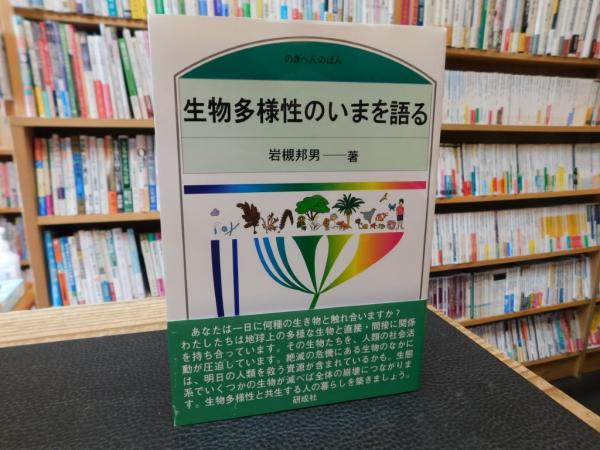 のぎへんのほん
生物多様性のいまを語る
岩槻邦男──著
あなたは一日に何種の生き物と触れ合いますか？
わたしたちは地球上の多様な生物と直接・間接に関係
を持ち合っています。その生物たちを、人類の社会活
動が圧迫しています。絶滅の危機にある生物のなかに
は、明日の人類を救う資源が含まれているかも。生態
系でいくつかの生物が滅べば全体の崩壊につながりま
す。生物多様性と共生する人の暮らしを築きましょう。
研成社